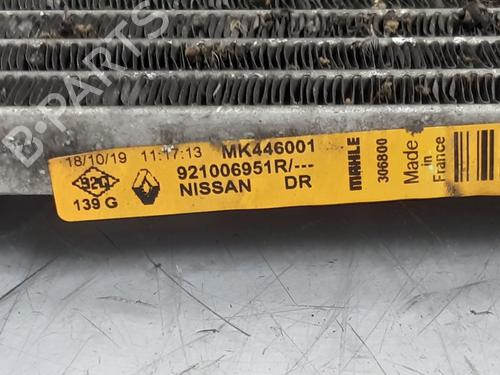 B-PARTS
18/10/19 11:17:13 MK446001
921006951R/---
NISSAN DR
139 G
MAHLE
306800
Made
in
France